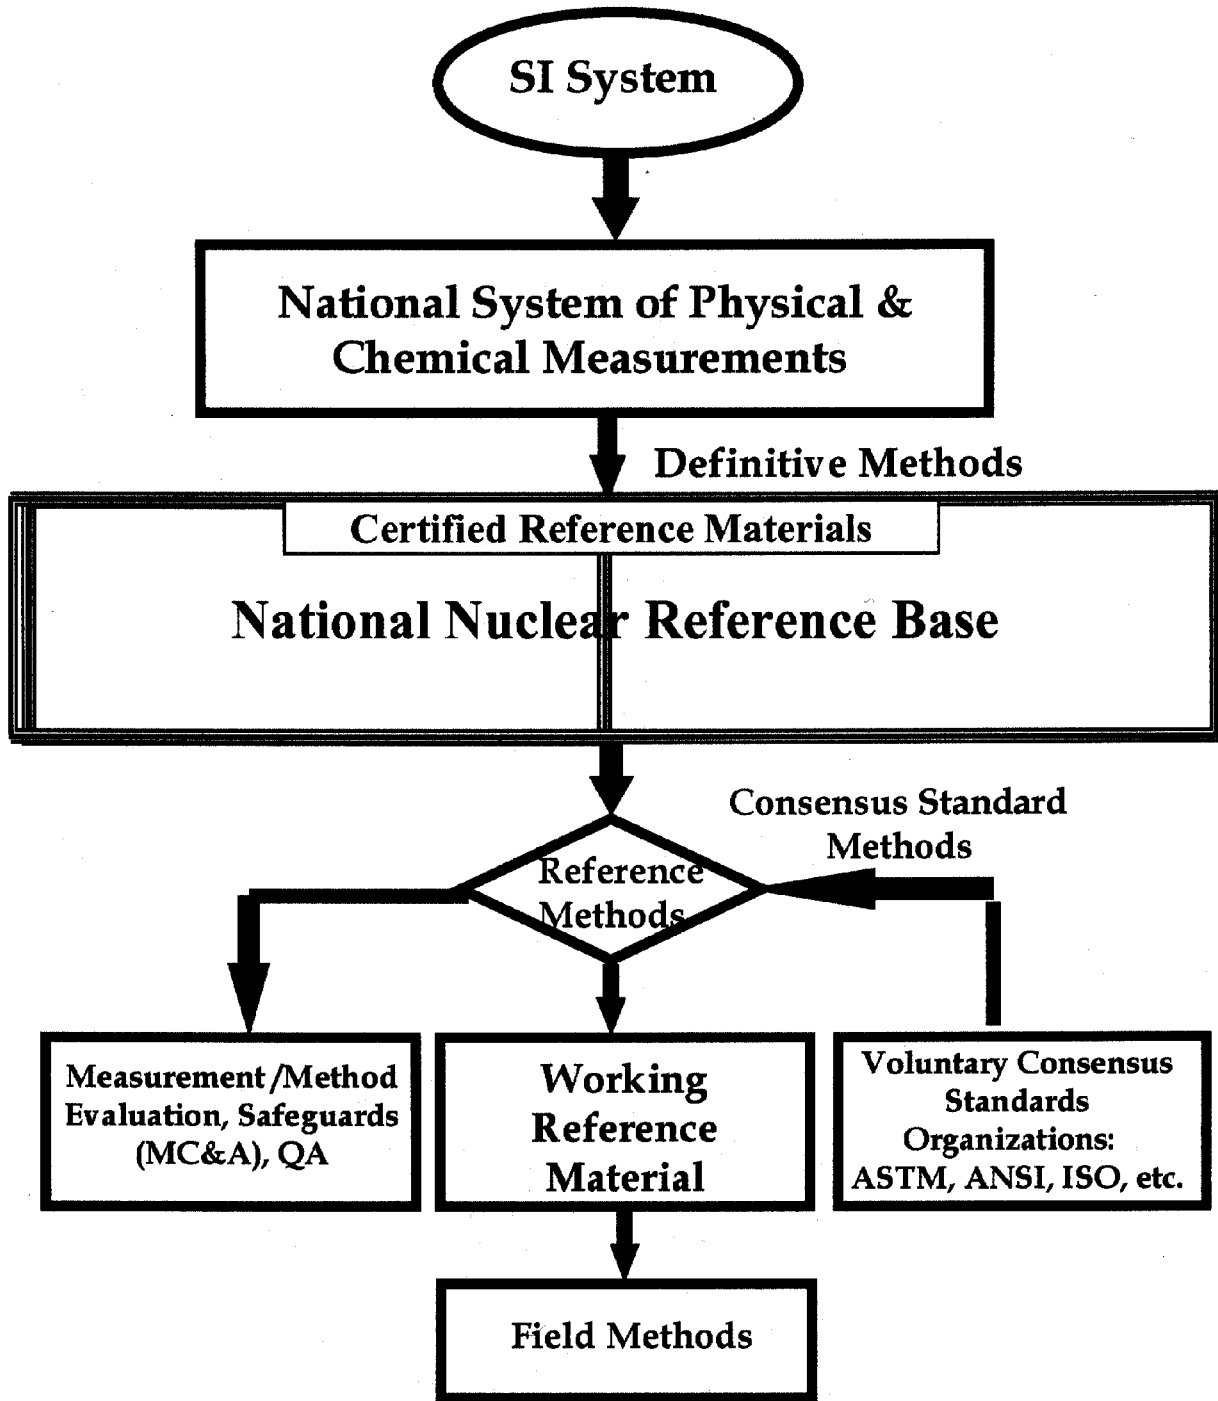 SI System
National System of Physical &
Chemical Measurements
Definitive Methods
Certified Reference Materials
National Nuclear Reference Base
Consensus Standard
Methods
Reference
Methods
Measurement/Method
Evaluation, Safeguards
(MC&A), QA
Working
Reference
Material
Voluntary Consensus
Standards
Organizations:
ASTM, ANSI, ISO, etc.
Field Methods